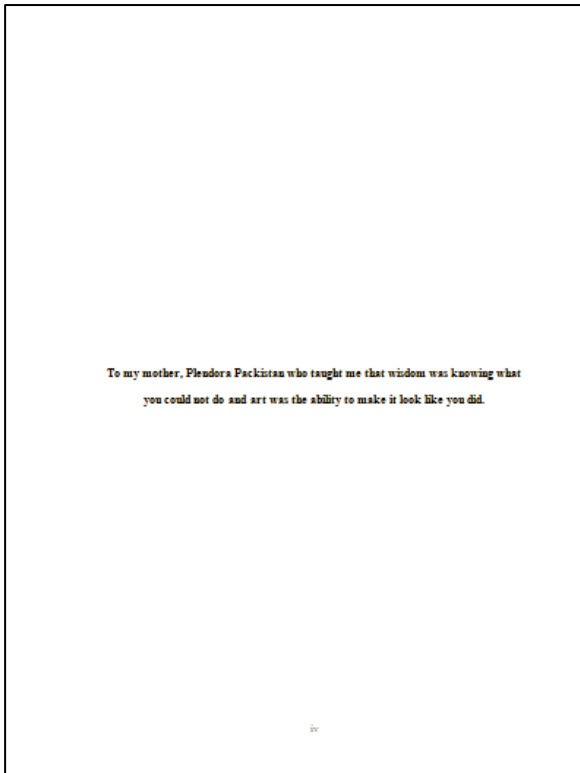 To my mother, Plendora Packistan who taught me that wisdom was knowing what
you could not do and art was the ability to make it look like you did.
iv